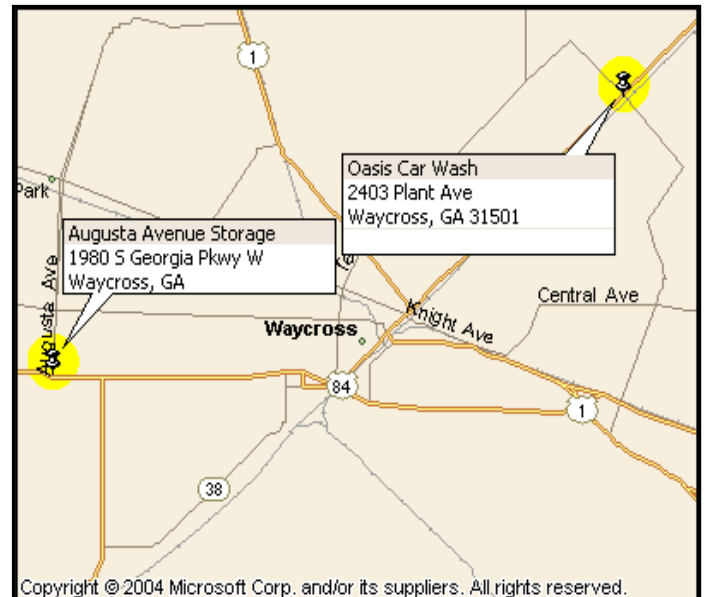 1
Oasis Car Wash
2403 Plant Ave
Waycross, GA 31501
Park
Augusta Avenue Storage
1980 S Georgia Pkwy W
Waycross, GA
Augusta Ave
Central Ave
Knight Ave
Waycross
84
1
38
Copyright © 2004 Microsoft Corp. and/or its suppliers. All rights reserved.